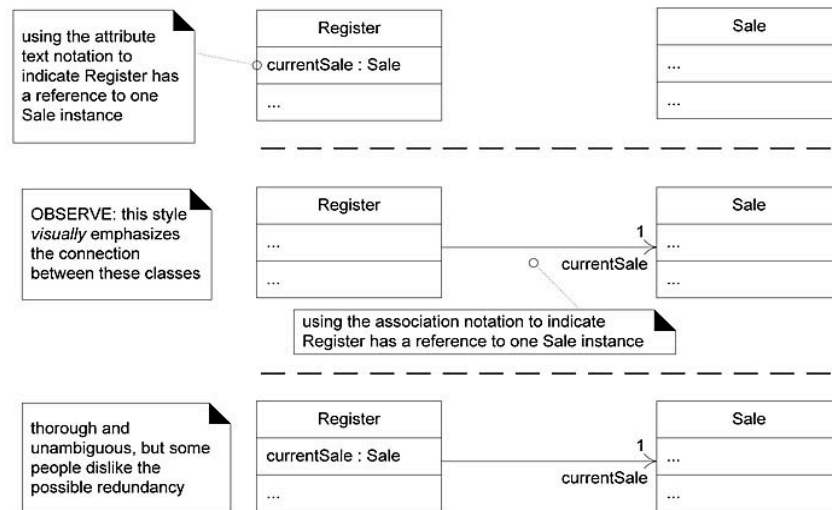 using the attribute
text notation to
indicate Register has
a reference to one
Sale instance
Register
currentSale : Sale
...
Sale
...
...
OBSERVE: this style
visually emphasizes
the connection
between these classes
Register
...
...
1
currentSale
Sale
...
...
using the association notation to indicate
Register has a reference to one Sale instance
thorough and
unambiguous, but some
people dislike the
possible redundancy
Register
currentSale : Sale
...
1
currentSale
Sale
...
...